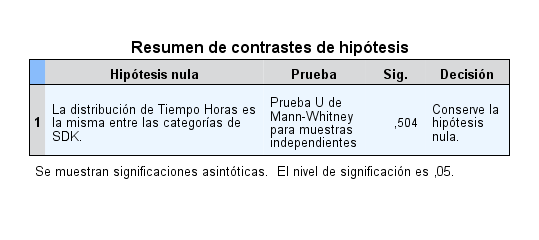 Resumen de contrastes de hipótesis
Hipótesis nula Prueba Sig. Decisión
1 La distribución de Tiempo Horas es la misma entre las categorías de SDK. Prueba U de Mann-Whitney para muestras independientes ,504 Conserve la hipótesis nula.
Se muestran significaciones asintóticas. El nivel de significación es ,05.